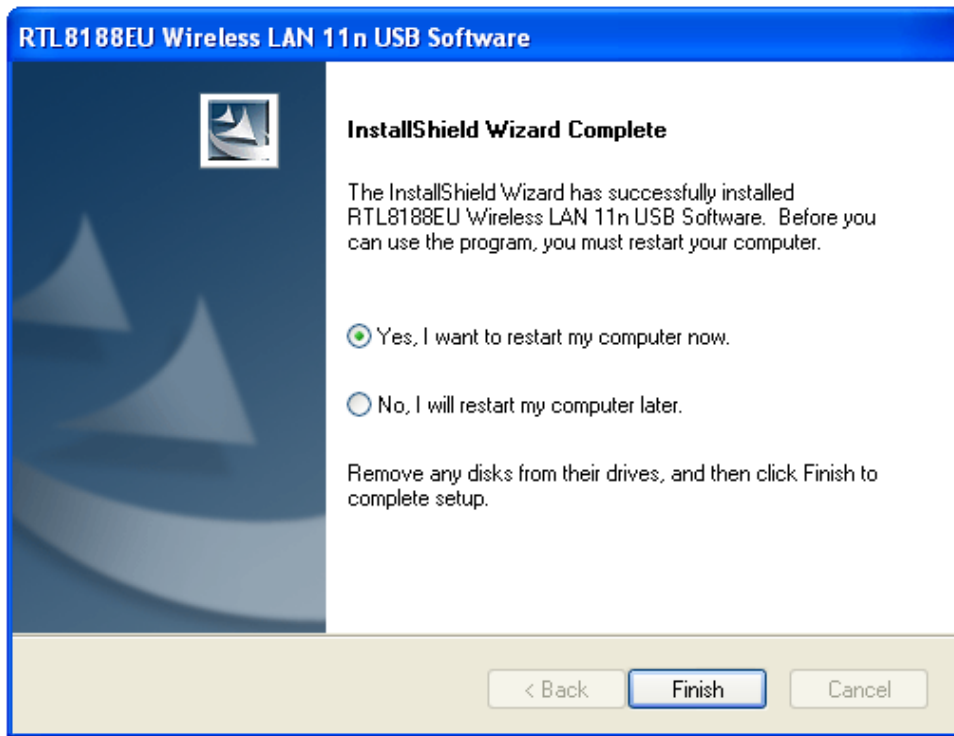 RTL8188EU Wireless LAN 11n USB Software
InstallShield Wizard Complete
The InstallShield Wizard has successfully installed
RTL8188EU Wireless LAN 11n USB Software.  Before you
can use the program, you must restart your computer.
Yes, I want to restart my computer now.
No, I will restart my computer later.
Remove any disks from their drives, and then click Finish to
complete setup.
< Back Finish Cancel